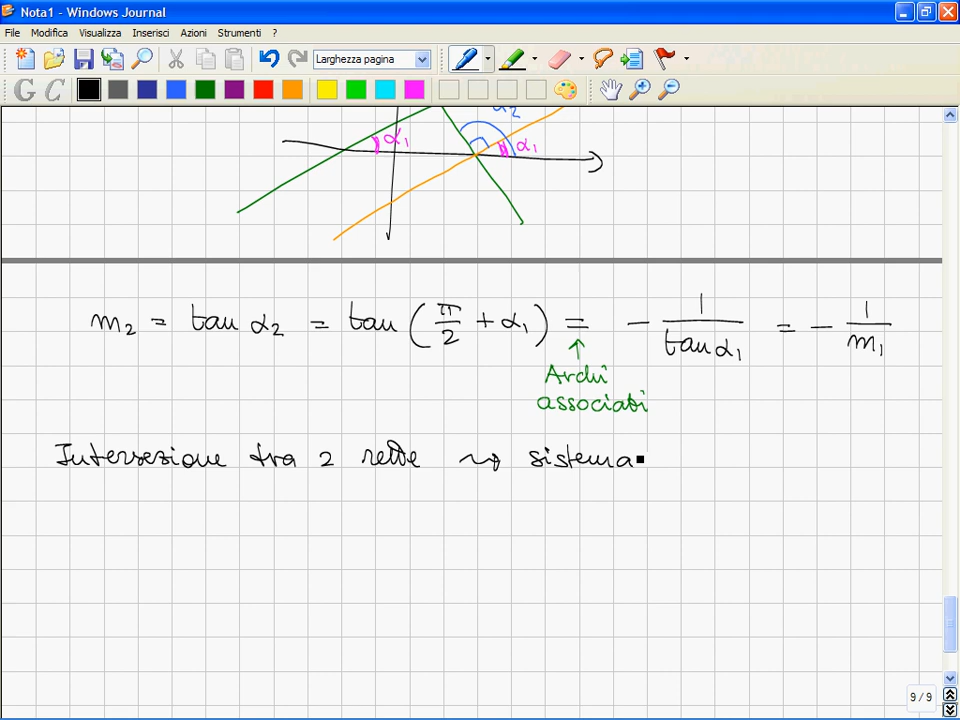 Nota1 - Windows Journal
File Modifica Visualizza Inserisci Azioni Strumenti ?
Larghezza pagina
α2
α1 α1
m2 = tan α2 = tan (π/2 + α1) = - 1/tan α1 = - 1/m1
↑
Archi
associati
Intersezione tra 2 rette ⇝ sistema
9 / 9